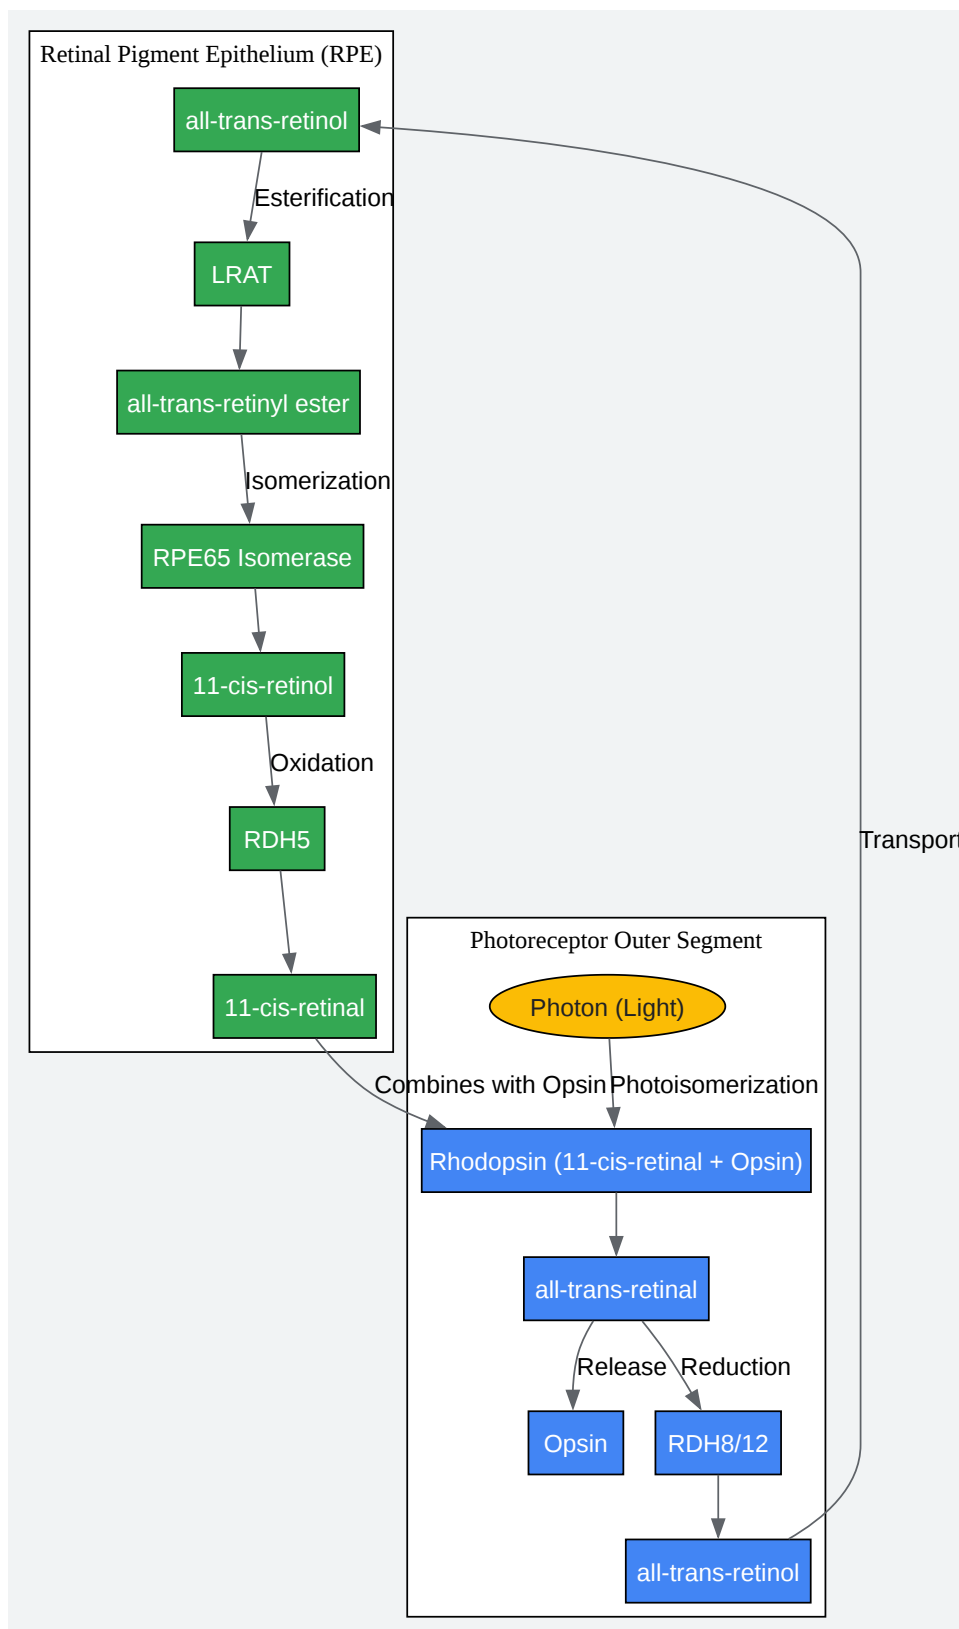 Retinal Pigment Epithelium (RPE)
all-trans-retinol
Esterification
LRAT
all-trans-retinyl ester
Isomerization
RPE65 Isomerase
11-cis-retinol
Oxidation
RDH5
Transport
Photoreceptor Outer Segment
11-cis-retinal
Photon (Light)
Combines with Opsin
Photoisomerization
Rhodopsin (11-cis-retinal + Opsin)
all-trans-retinal
Release
Reduction
Opsin
RDH8/12
all-trans-retinol